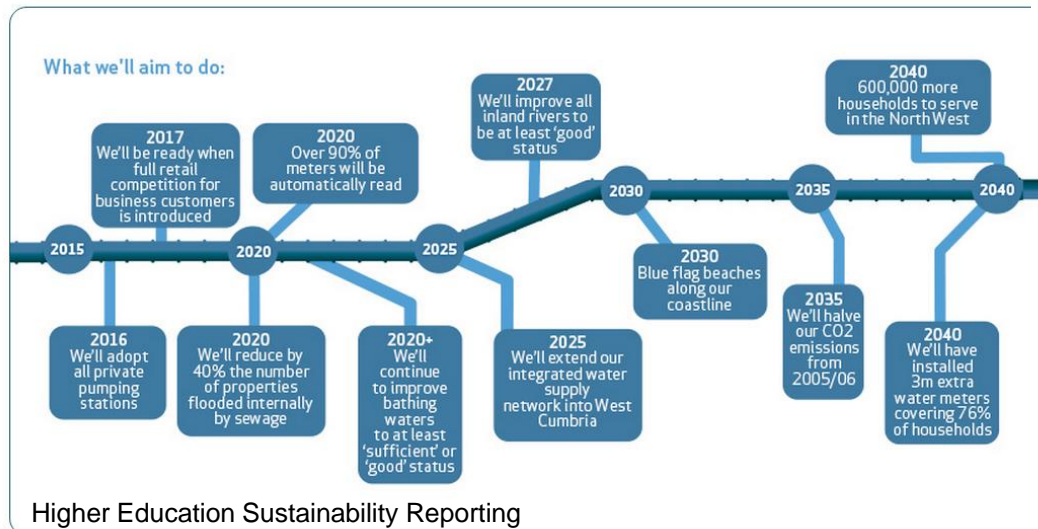 What we'll aim to do:
2017
We'll be ready when
full retail
competition for
business customers
is introduced
2020
Over 90% of
meters will be
automatically read
2027
We'll improve all
inland rivers to
be at least 'good'
status
2040
600,000 more
households to serve
in the North West
2015
2020
2025
2030
2035
2040
2016
We'll adopt
all private
pumping
stations
2020
We'll reduce by
40% the number
of properties
flooded internally
by sewage
2020+
We'll
continue
to improve
bathing
waters
to at least
'sufficient' or
'good' status
2025
We'll extend our
integrated water
supply
network into West
Cumbria
2030
Blue flag beaches
along our
coastline
2035
We'll halve
our CO2
emissions
from
2005/06
2040
We'll have
installed
3m extra
water meters
covering 76%
of households
Higher Education Sustainability Reporting